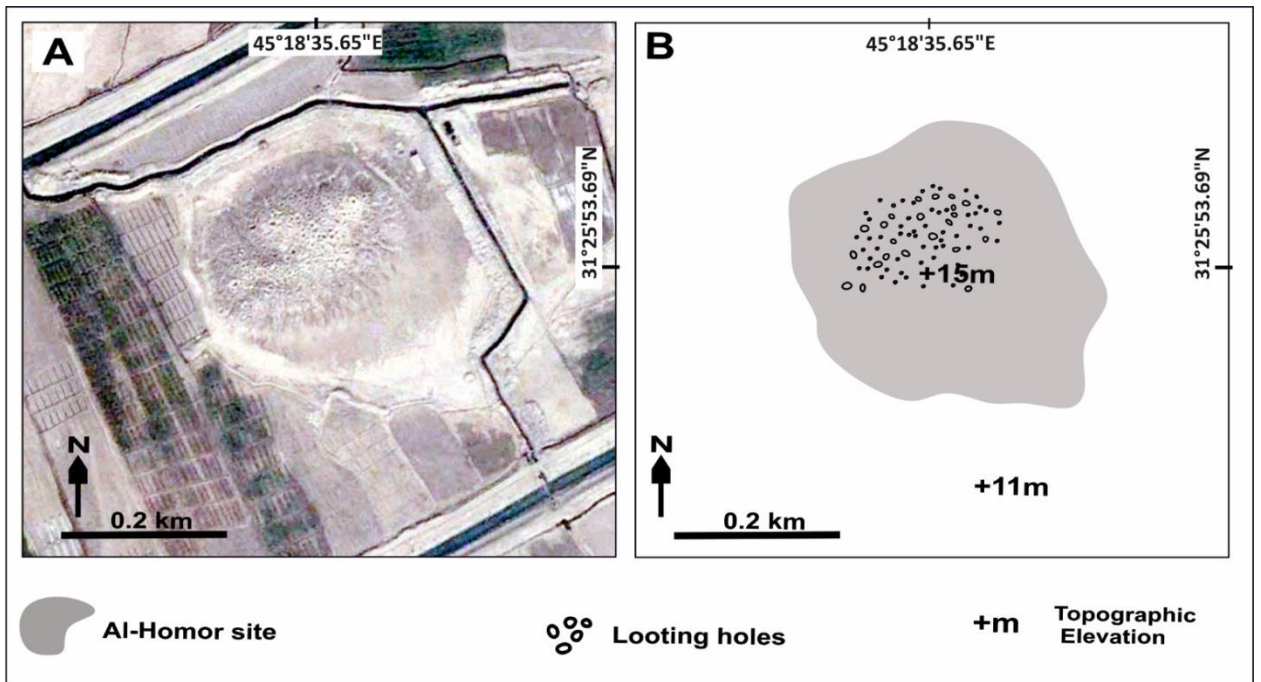 A
45°18'35.65"E
31°25'53.69"N
N
0.2 km
B
45°18'35.65"E
31°25'53.69"N
+15m
+11m
N
0.2 km
Al-Homor site
Looting holes
+m
Topographic
Elevation